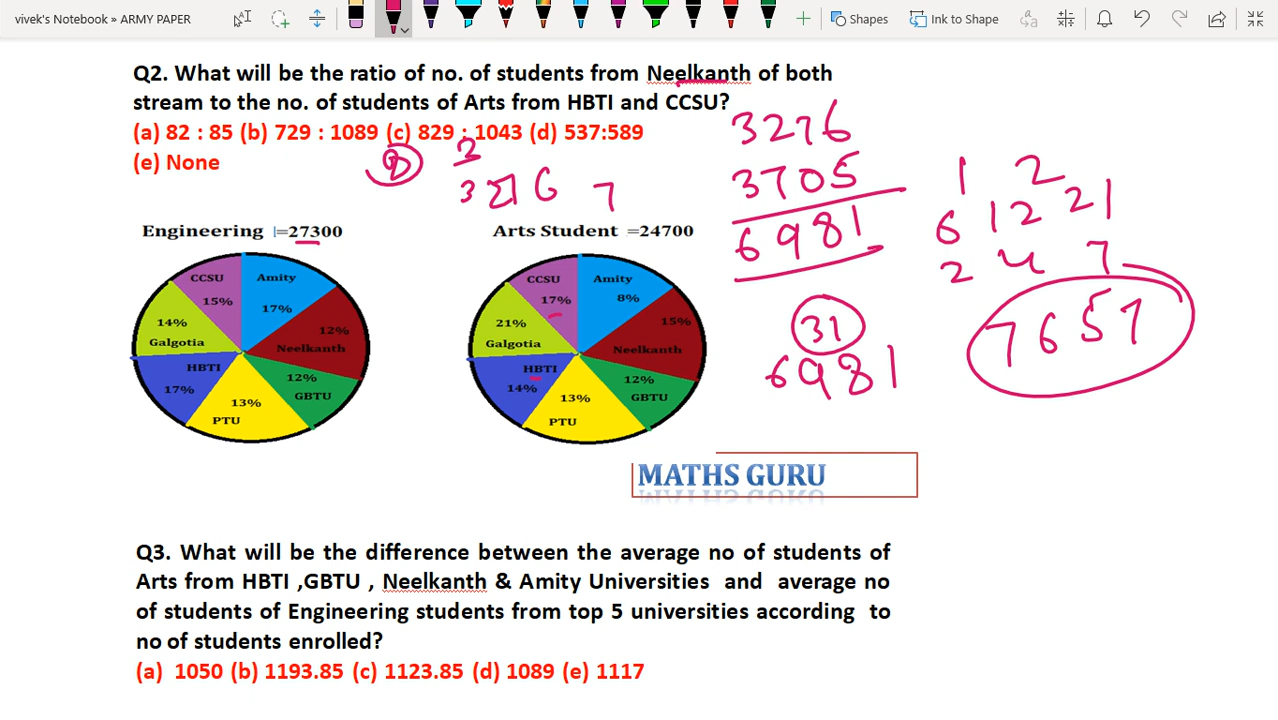 vivek's Notebook » ARMY PAPER
Shapes
Ink to Shape
Q2. What will be the ratio of no. of students from Neelkanth of both
stream to the no. of students of Arts from HBTI and CCSU?
(a) 82 : 85 (b) 729 : 1089 (c) 829 : 1043 (d) 537:589
(e) None
2
6 7
3276
3705
6981
31
6981
1 2
6 12 21
2 4 7
7657
Engineering =27300
CCSU
15%
Amity
17%
14%
Galgotia
12%
Neelkanth
HBTI
17%
12%
GBTU
13%
PTU
Arts Student =24700
CCSU
17%
Amity
8%
21%
Galgotia
15%
Neelkanth
HBTI
14%
12%
GBTU
13%
PTU
MATHS GURU
Q3. What will be the difference between the average no of students of
Arts from HBTI ,GBTU , Neelkanth & Amity Universities and average no
of students of Engineering students from top 5 universities according to
no of students enrolled?
(a) 1050 (b) 1193.85 (c) 1123.85 (d) 1089 (e) 1117